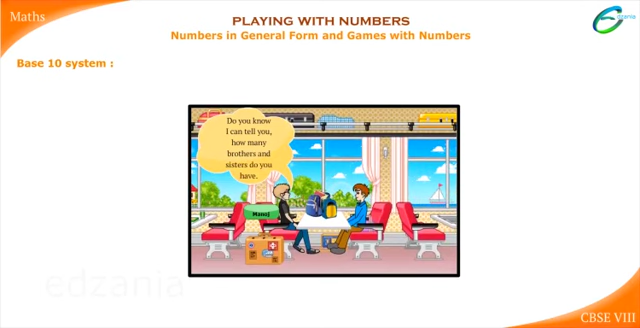 Maths
PLAYING WITH NUMBERS
Numbers in General Form and Games with Numbers
Edzania
Base 10 system :
Do you know
I can tell you,
how many
brothers and
sisters do you
have.
Manoj
edzania
CBSE VIII